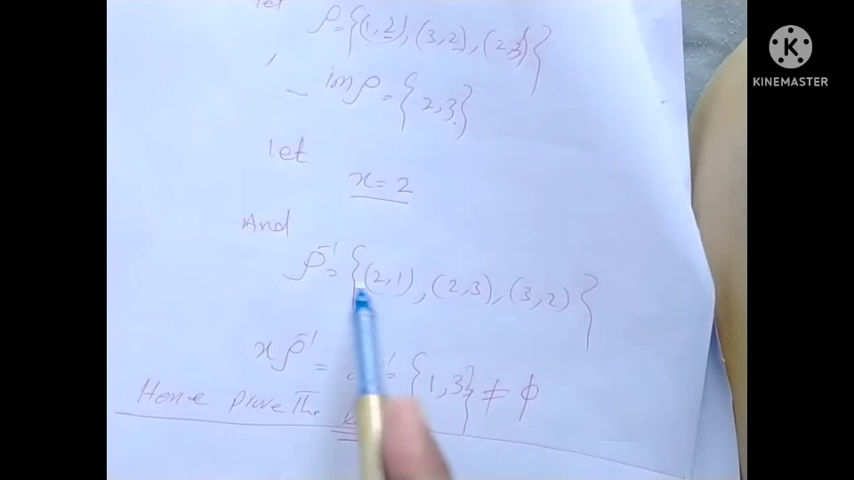 let
ρ = {(1,2), (3,2), (2,3)}
im ρ = {2,3}
let
x = 2
And
ρ⁻¹ = {(2,1), (2,3), (3,2)}
xρ⁻¹ = {1,3} ≠ ϕ
Hence prove The
K
KINEMASTER